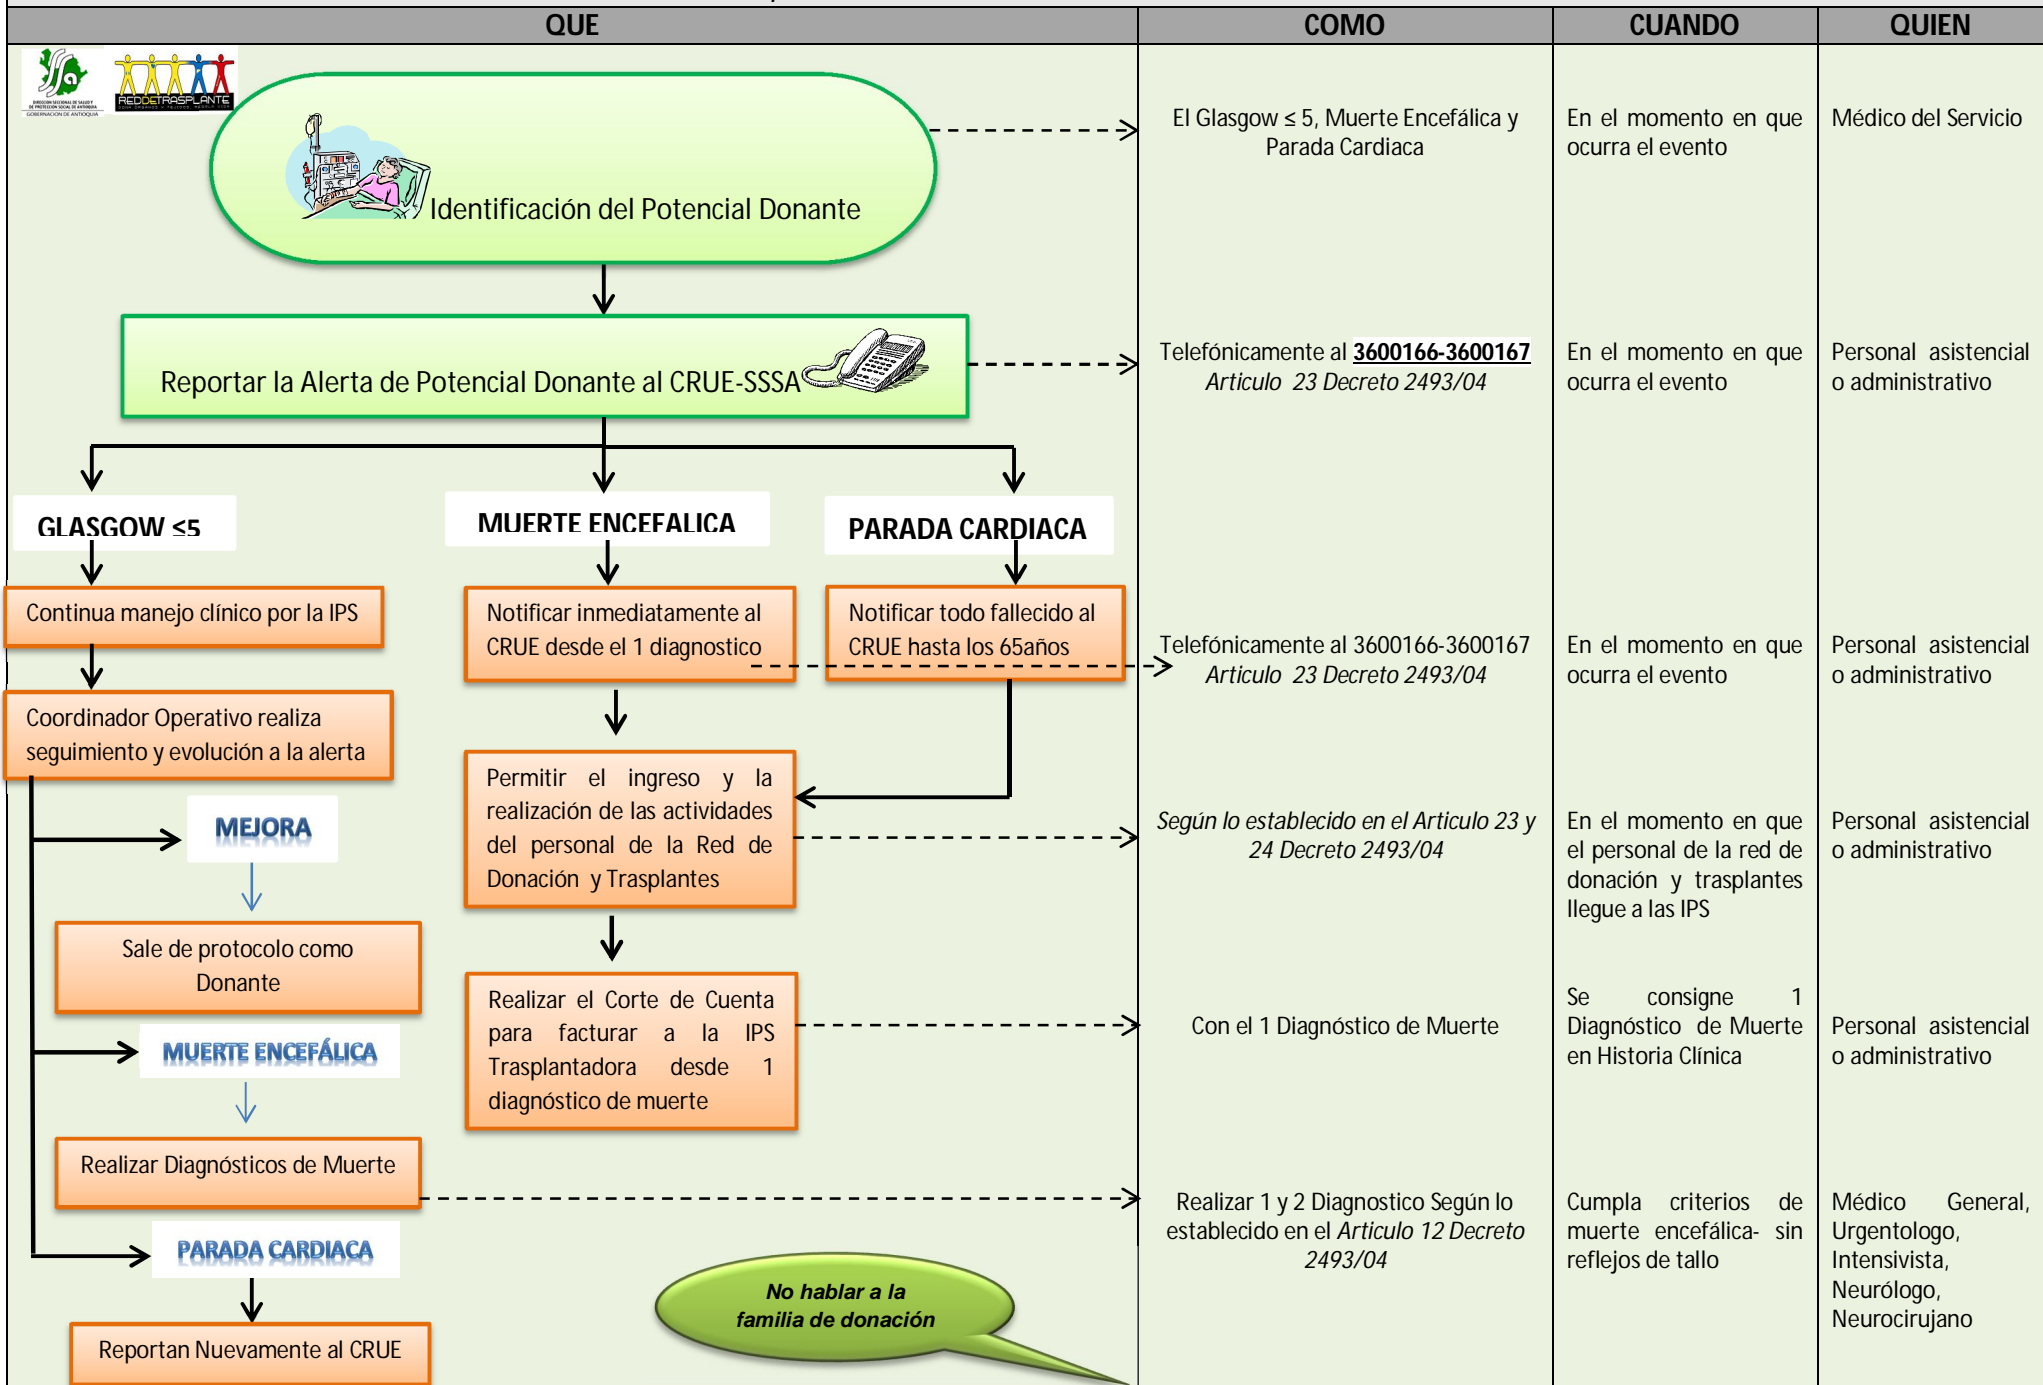 QUE
COMO
CUANDO
QUIEN
DIRECCION SECCIONAL DE SALUD Y
DE PROTECCION SOCIAL DE ANTIOQUIA
GOBERNACION DE ANTIOQUIA
REDDETRASPLANTE
Identificación del Potencial Donante
El Glasgow ≤ 5, Muerte Encefálica y
Parada Cardiaca
En el momento en que
ocurra el evento
Médico del Servicio
Reportar la Alerta de Potencial Donante al CRUE-SSSA
Telefónicamente al 3600166-3600167
Articulo 23 Decreto 2493/04
En el momento en que
ocurra el evento
Personal asistencial
o administrativo
GLASGOW ≤5
MUERTE ENCEFALICA
PARADA CARDIACA
Continua manejo clínico por la IPS
Notificar inmediatamente al
CRUE desde el 1 diagnostico
Notificar todo fallecido al
CRUE hasta los 65años
Telefónicamente al 3600166-3600167
Articulo 23 Decreto 2493/04
En el momento en que
ocurra el evento
Personal asistencial
o administrativo
Coordinador Operativo realiza
seguimiento y evolución a la alerta
Permitir el ingreso y la
realización de las actividades
del personal de la Red de
Donación y Trasplantes
Según lo establecido en el Articulo 23 y
24 Decreto 2493/04
En el momento en que
el personal de la red de
donación y trasplantes
llegue a las IPS
Personal asistencial
o administrativo
MEJORA
Sale de protocolo como
Donante
Realizar el Corte de Cuenta
para facturar a la IPS
Trasplantadora desde 1
diagnóstico de muerte
Con el 1 Diagnóstico de Muerte
Se consigne 1
Diagnóstico de Muerte
en Historia Clínica
Personal asistencial
o administrativo
MUERTE ENCEFÁLICA
Realizar Diagnósticos de Muerte
Realizar 1 y 2 Diagnostico Según lo
establecido en el Articulo 12 Decreto
2493/04
Cumpla criterios de
muerte encefálica- sin
reflejos de tallo
Médico General,
Urgentologo,
Intensivista,
Neurólogo,
Neurocirujano
PARADA CARDIACA
Reportan Nuevamente al CRUE
No hablar a la
familia de donación